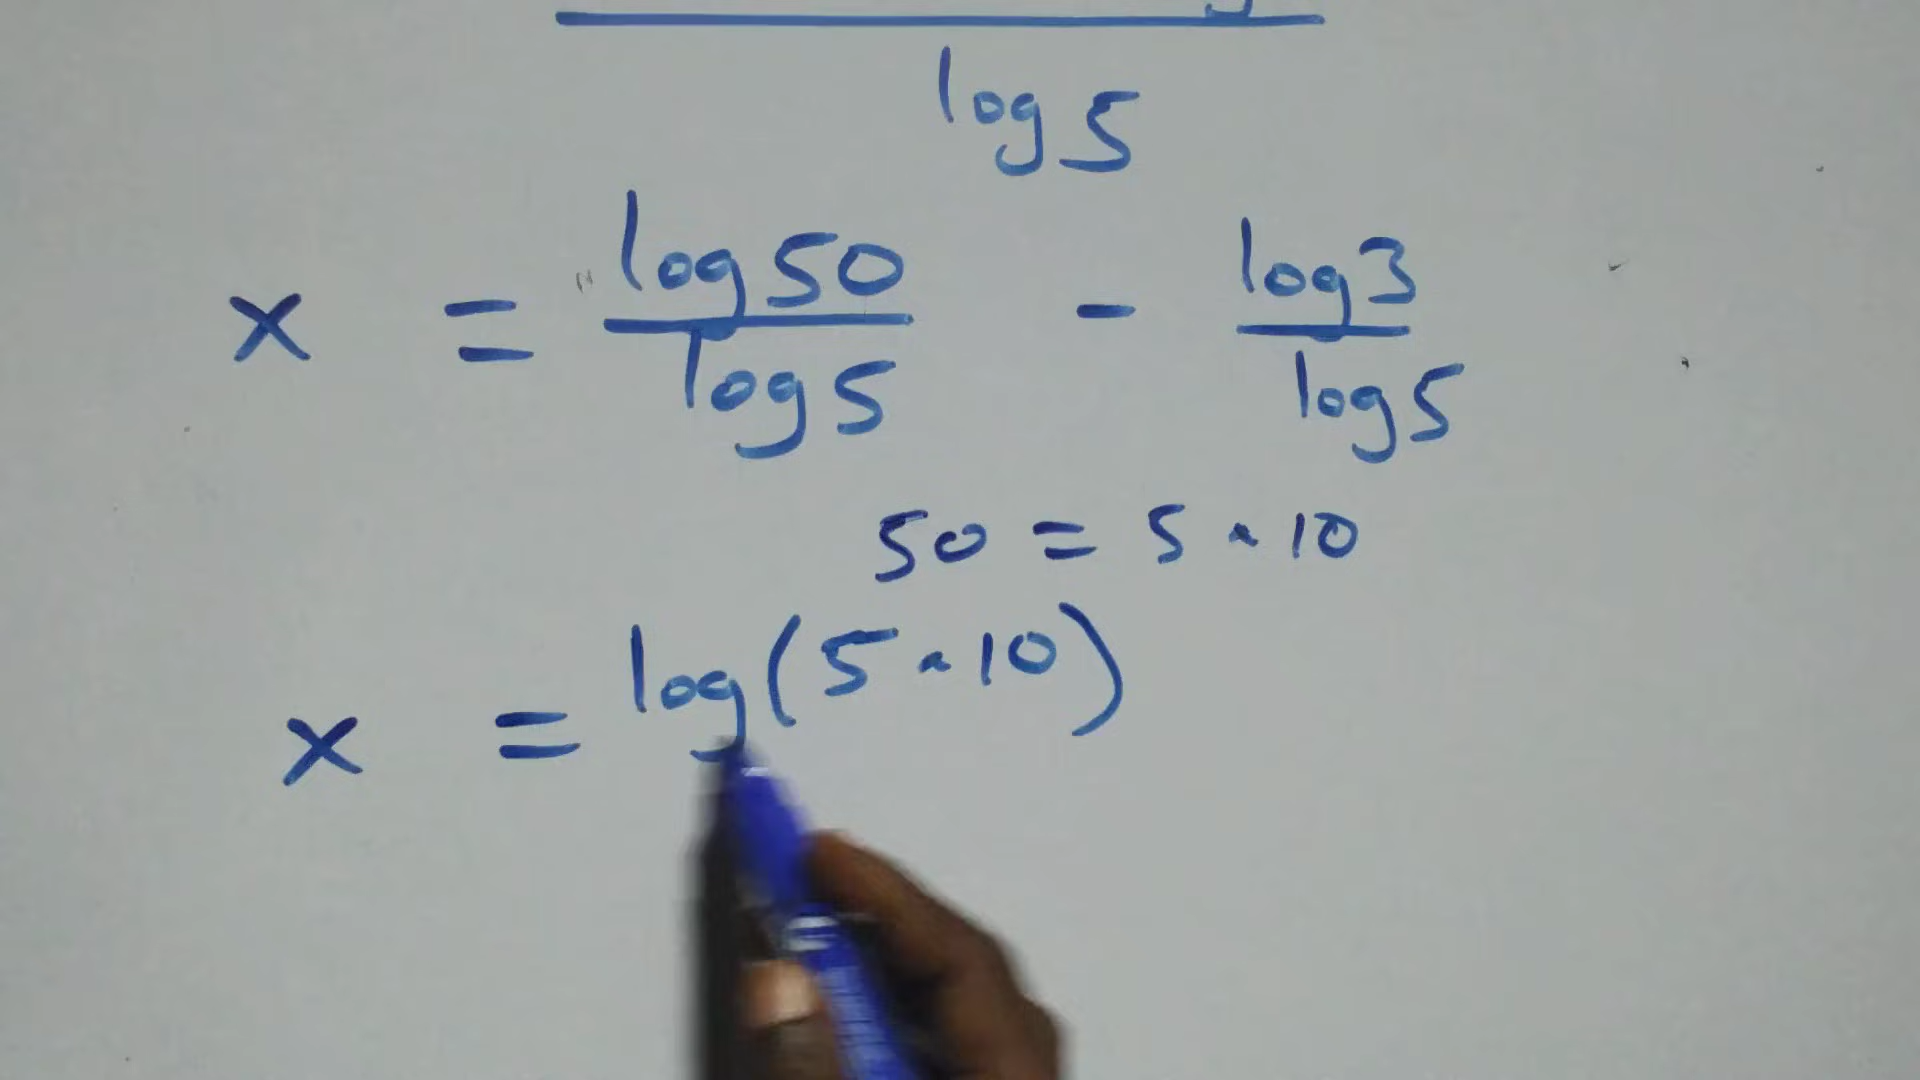 log 5
x = log 50 / log 5 - log 3 / log 5
50 = 5 · 10
x = log (5 · 10)